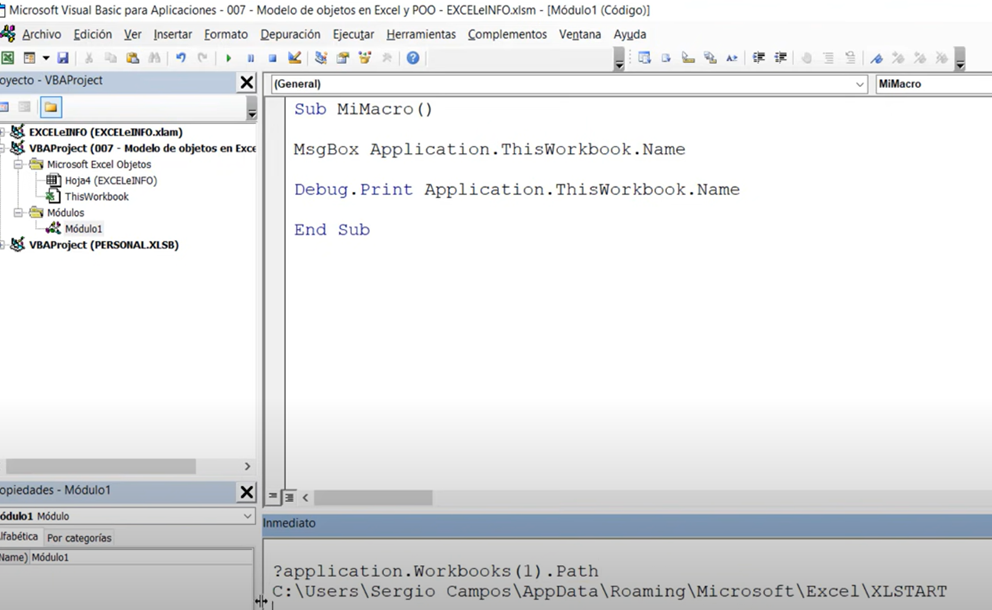 Microsoft Visual Basic para Aplicaciones - 007 - Modelo de objetos en Excel y POO - EXCELeINFO.xlsm - [Módulo1 (Código)]
Archivo Edición Ver Insertar Formato Depuración Ejecutar Herramientas Complementos Ventana Ayuda
oyecto - VBAProject
(General)
MiMacro
EXCELeINFO (EXCELeINFO.xlam)
VBAProject (007 - Modelo de objetos en Exce
Microsoft Excel Objetos
Hoja4 (EXCELeINFO)
ThisWorkbook
Módulos
Módulo1
VBAProject (PERSONAL.XLSB)
Sub MiMacro()
MsgBox Application.ThisWorkbook.Name
Debug.Print Application.ThisWorkbook.Name
End Sub
opiedades - Módulo1
ódulo1 Módulo
lfabética Por categorías
Name) Módulo1
Inmediato
?application.Workbooks(1).Path
C:\Users\Sergio Campos\AppData\Roaming\Microsoft\Excel\XLSTART